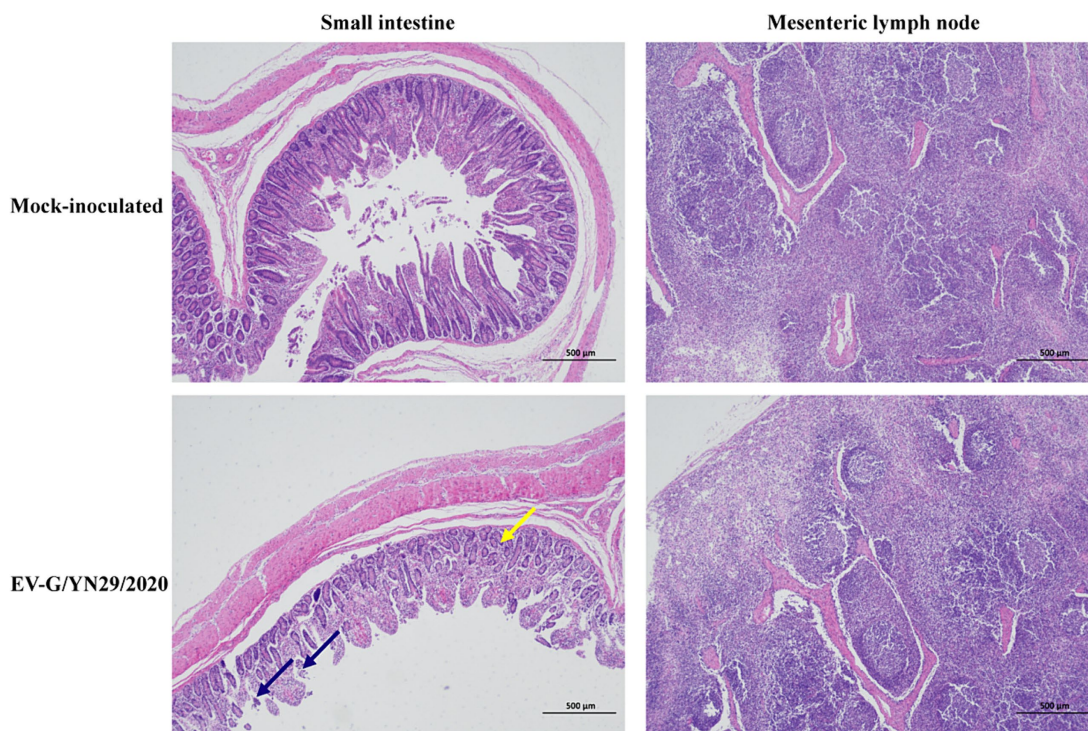 Small intestine
Mesenteric lymph node
Mock-inoculated
500 µm
500 µm
EV-G/YN29/2020
500 µm
500 µm